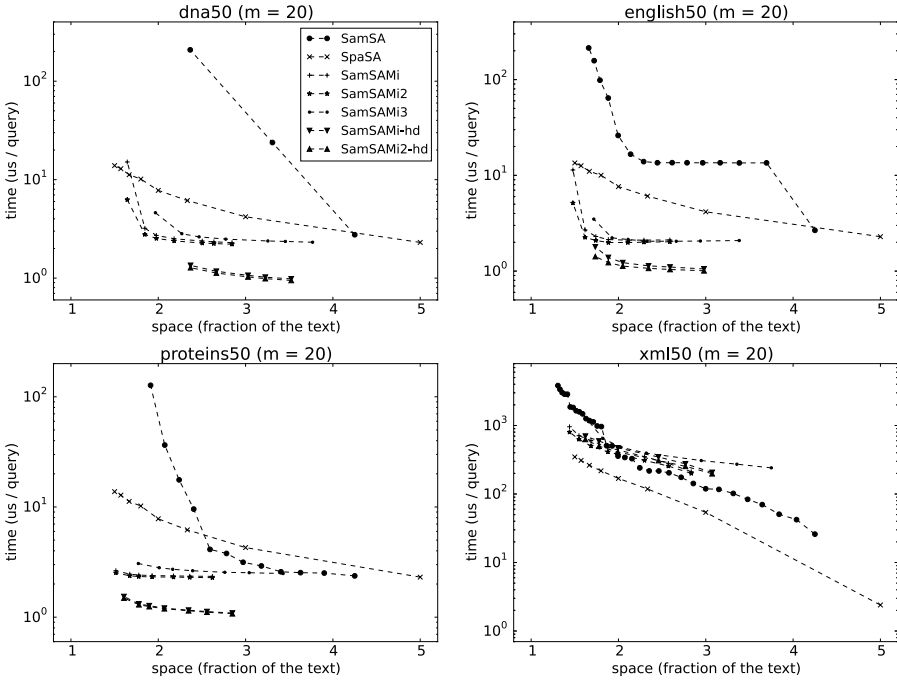 dna50 (m = 20)
time (us / query)
10^2
10^1
10^0
1 2 3 4 5
space (fraction of the text)
SamSA
SpaSA
SamSAMi
SamSAMi2
SamSAMi3
SamSAMi-hd
SamSAMi2-hd
english50 (m = 20)
time (us / query)
10^2
10^1
10^0
1 2 3 4 5
space (fraction of the text)
proteins50 (m = 20)
time (us / query)
10^2
10^1
10^0
1 2 3 4 5
space (fraction of the text)
xml50 (m = 20)
time (us / query)
10^3
10^2
10^1
10^0
1 2 3 4 5
space (fraction of the text)